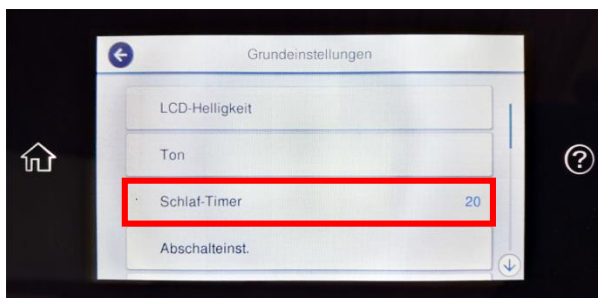 Grundeinstellungen
LCD-Helligkeit
Ton
Schlaf-Timer 20
Abschalteinst.